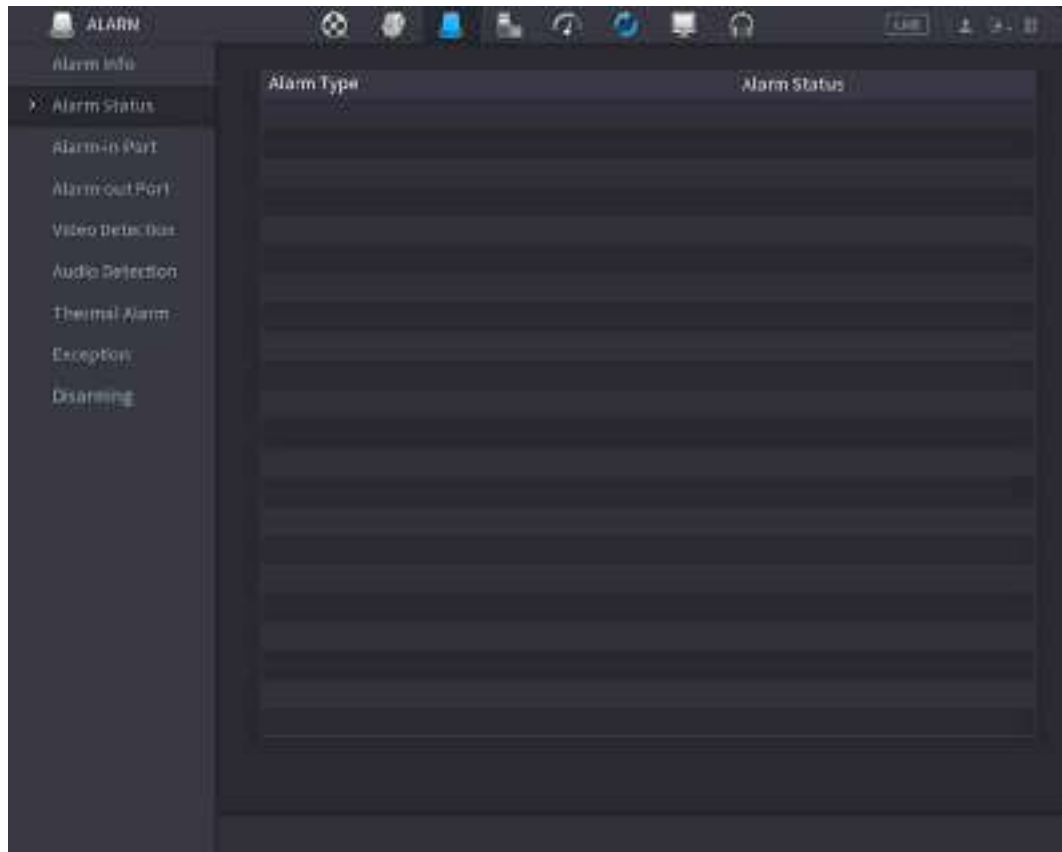 ALARM
LIVE
Alarm Info
Alarm Type
Alarm Status
Alarm Status
Alarm-in Port
Alarm-out Port
Video Detection
Audio Detection
Thermal Alarm
Exception
Disarming